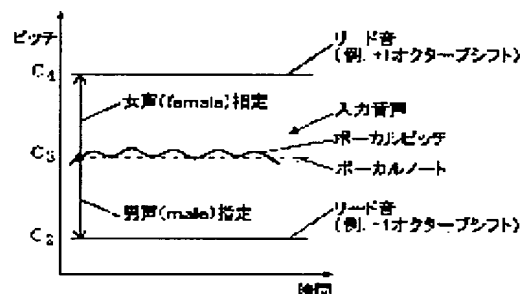 ピッチ
C4
リード音
(例. +1オクターブシフト)
女声(female)指定
入力音声
ボーカルピッチ
C3
ボーカルノート
男声(male)指定
リード音
(例. -1オクターブシフト)
C2
時間